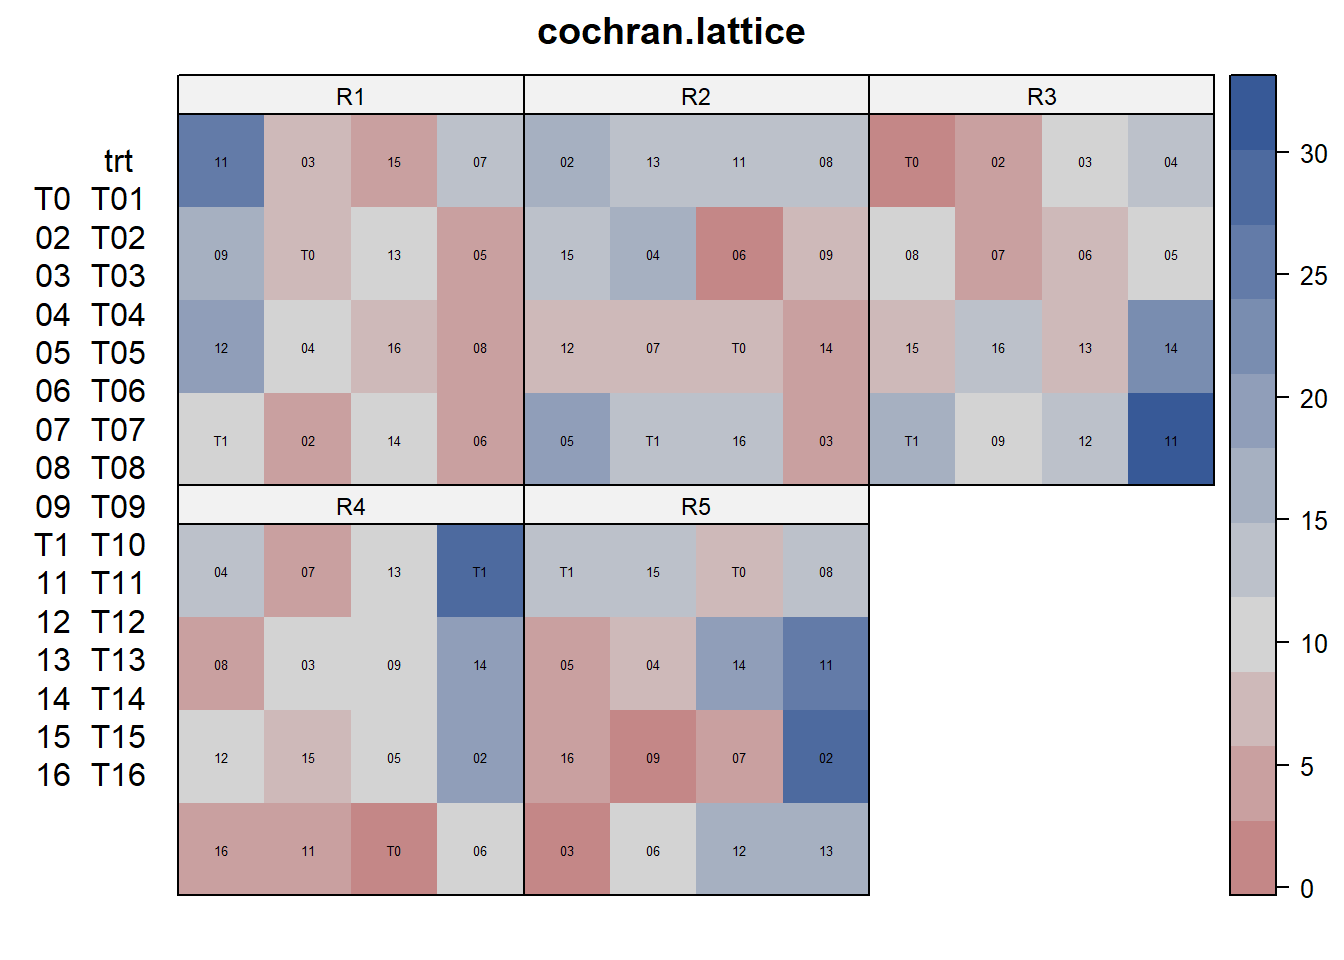 cochran.lattice
trt
T0 T01
02 T02
03 T03
04 T04
05 T05
06 T06
07 T07
08 T08
09 T09
T1 T10
11 T11
12 T12
13 T13
14 T14
15 T15
16 T16
R1 R2 R3
11 03 15 07 02 13 11 08 T0 02 03 04
09 T0 13 05 15 04 06 09 08 07 06 05
12 04 16 08 12 07 T0 14 15 16 13 14
T1 02 14 06 05 T1 16 03 T1 09 12 11
R4 R5
04 07 13 T1 T1 15 T0 08
08 03 09 14 05 04 14 11
12 15 05 02 16 09 07 02
16 11 T0 06 03 06 12 13
30
25
20
15
10
5
0